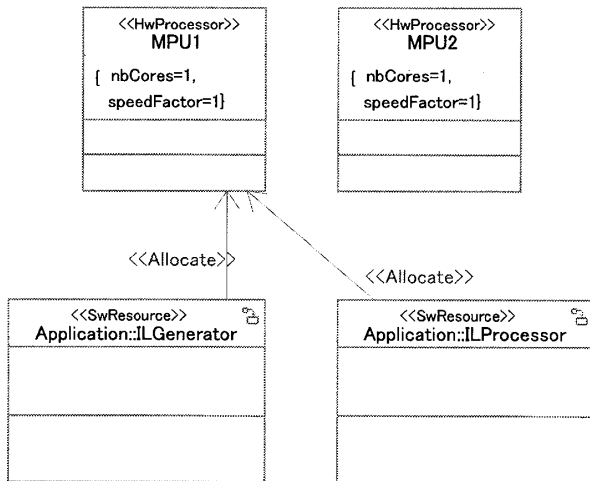 <<HwProcessor>>
MPU1
{ nbCores=1,
speedFactor=1}
<<HwProcessor>>
MPU2
{ nbCores=1,
speedFactor=1}
<<Allocate>>
<<Allocate>>
<<SwResource>>
Application::ILGenerator
<<SwResource>>
Application::ILProcessor